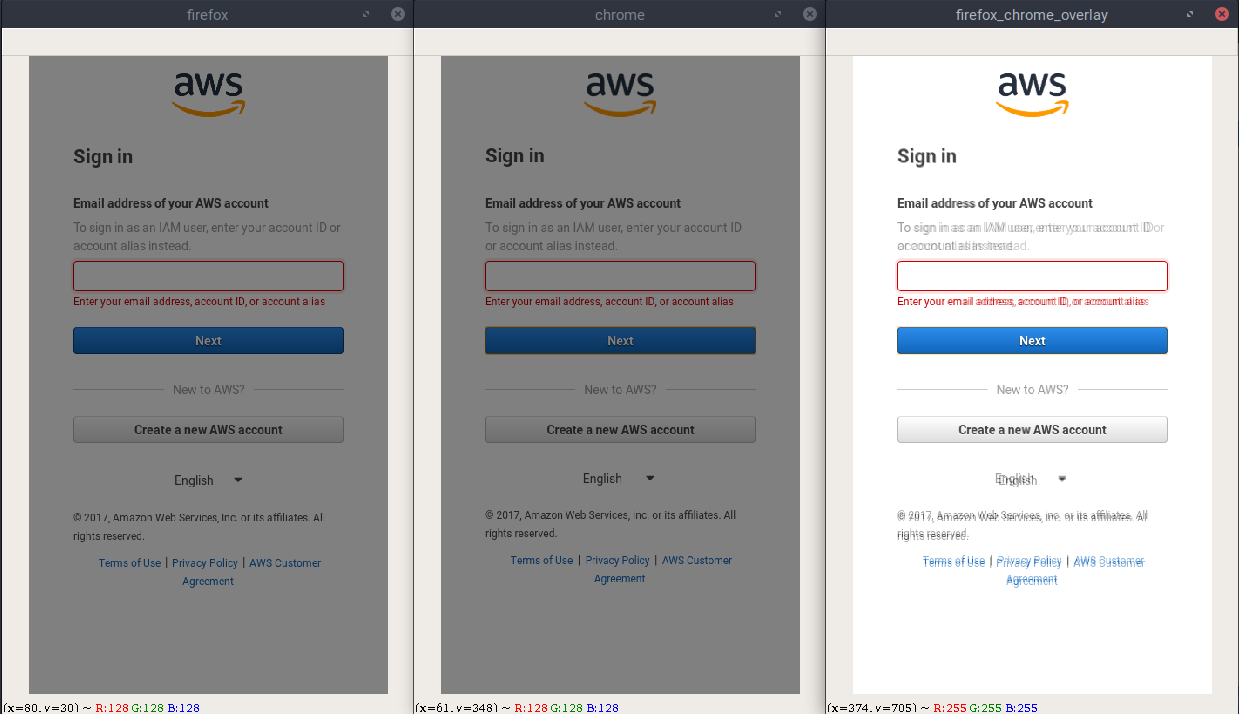 firefox
aws
Sign in
Email address of your AWS account
To sign in as an IAM user, enter your account ID or
account alias instead.
Enter your email address, account ID, or account alias
Next
New to AWS?
Create a new AWS account
English
© 2017, Amazon Web Services, Inc. or its affiliates. All
rights reserved.
Terms of Use | Privacy Policy | AWS Customer
Agreement
(x=80, y=30) ~ R:128 G:128 B:128
chrome
aws
Sign in
Email address of your AWS account
To sign in as an IAM user, enter your account ID
or account alias instead.
Enter your email address, account ID, or account alias
Next
New to AWS?
Create a new AWS account
English
© 2017, Amazon Web Services, Inc. or its affiliates. All
rights reserved.
Terms of Use | Privacy Policy | AWS Customer
Agreement
(x=61, y=348) ~ R:128 G:128 B:128
firefox_chrome_overlay
aws
Sign in
Email address of your AWS account
To sign in as an IAM user, enter your account ID or
account alias instead.
Enter your email address, account ID, or account alias
Next
New to AWS?
Create a new AWS account
English
© 2017, Amazon Web Services, Inc. or its affiliates. All
rights reserved.
Terms of Use | Privacy Policy | AWS Customer
Agreement
(x=374, y=705) ~ R:255 G:255 B:255